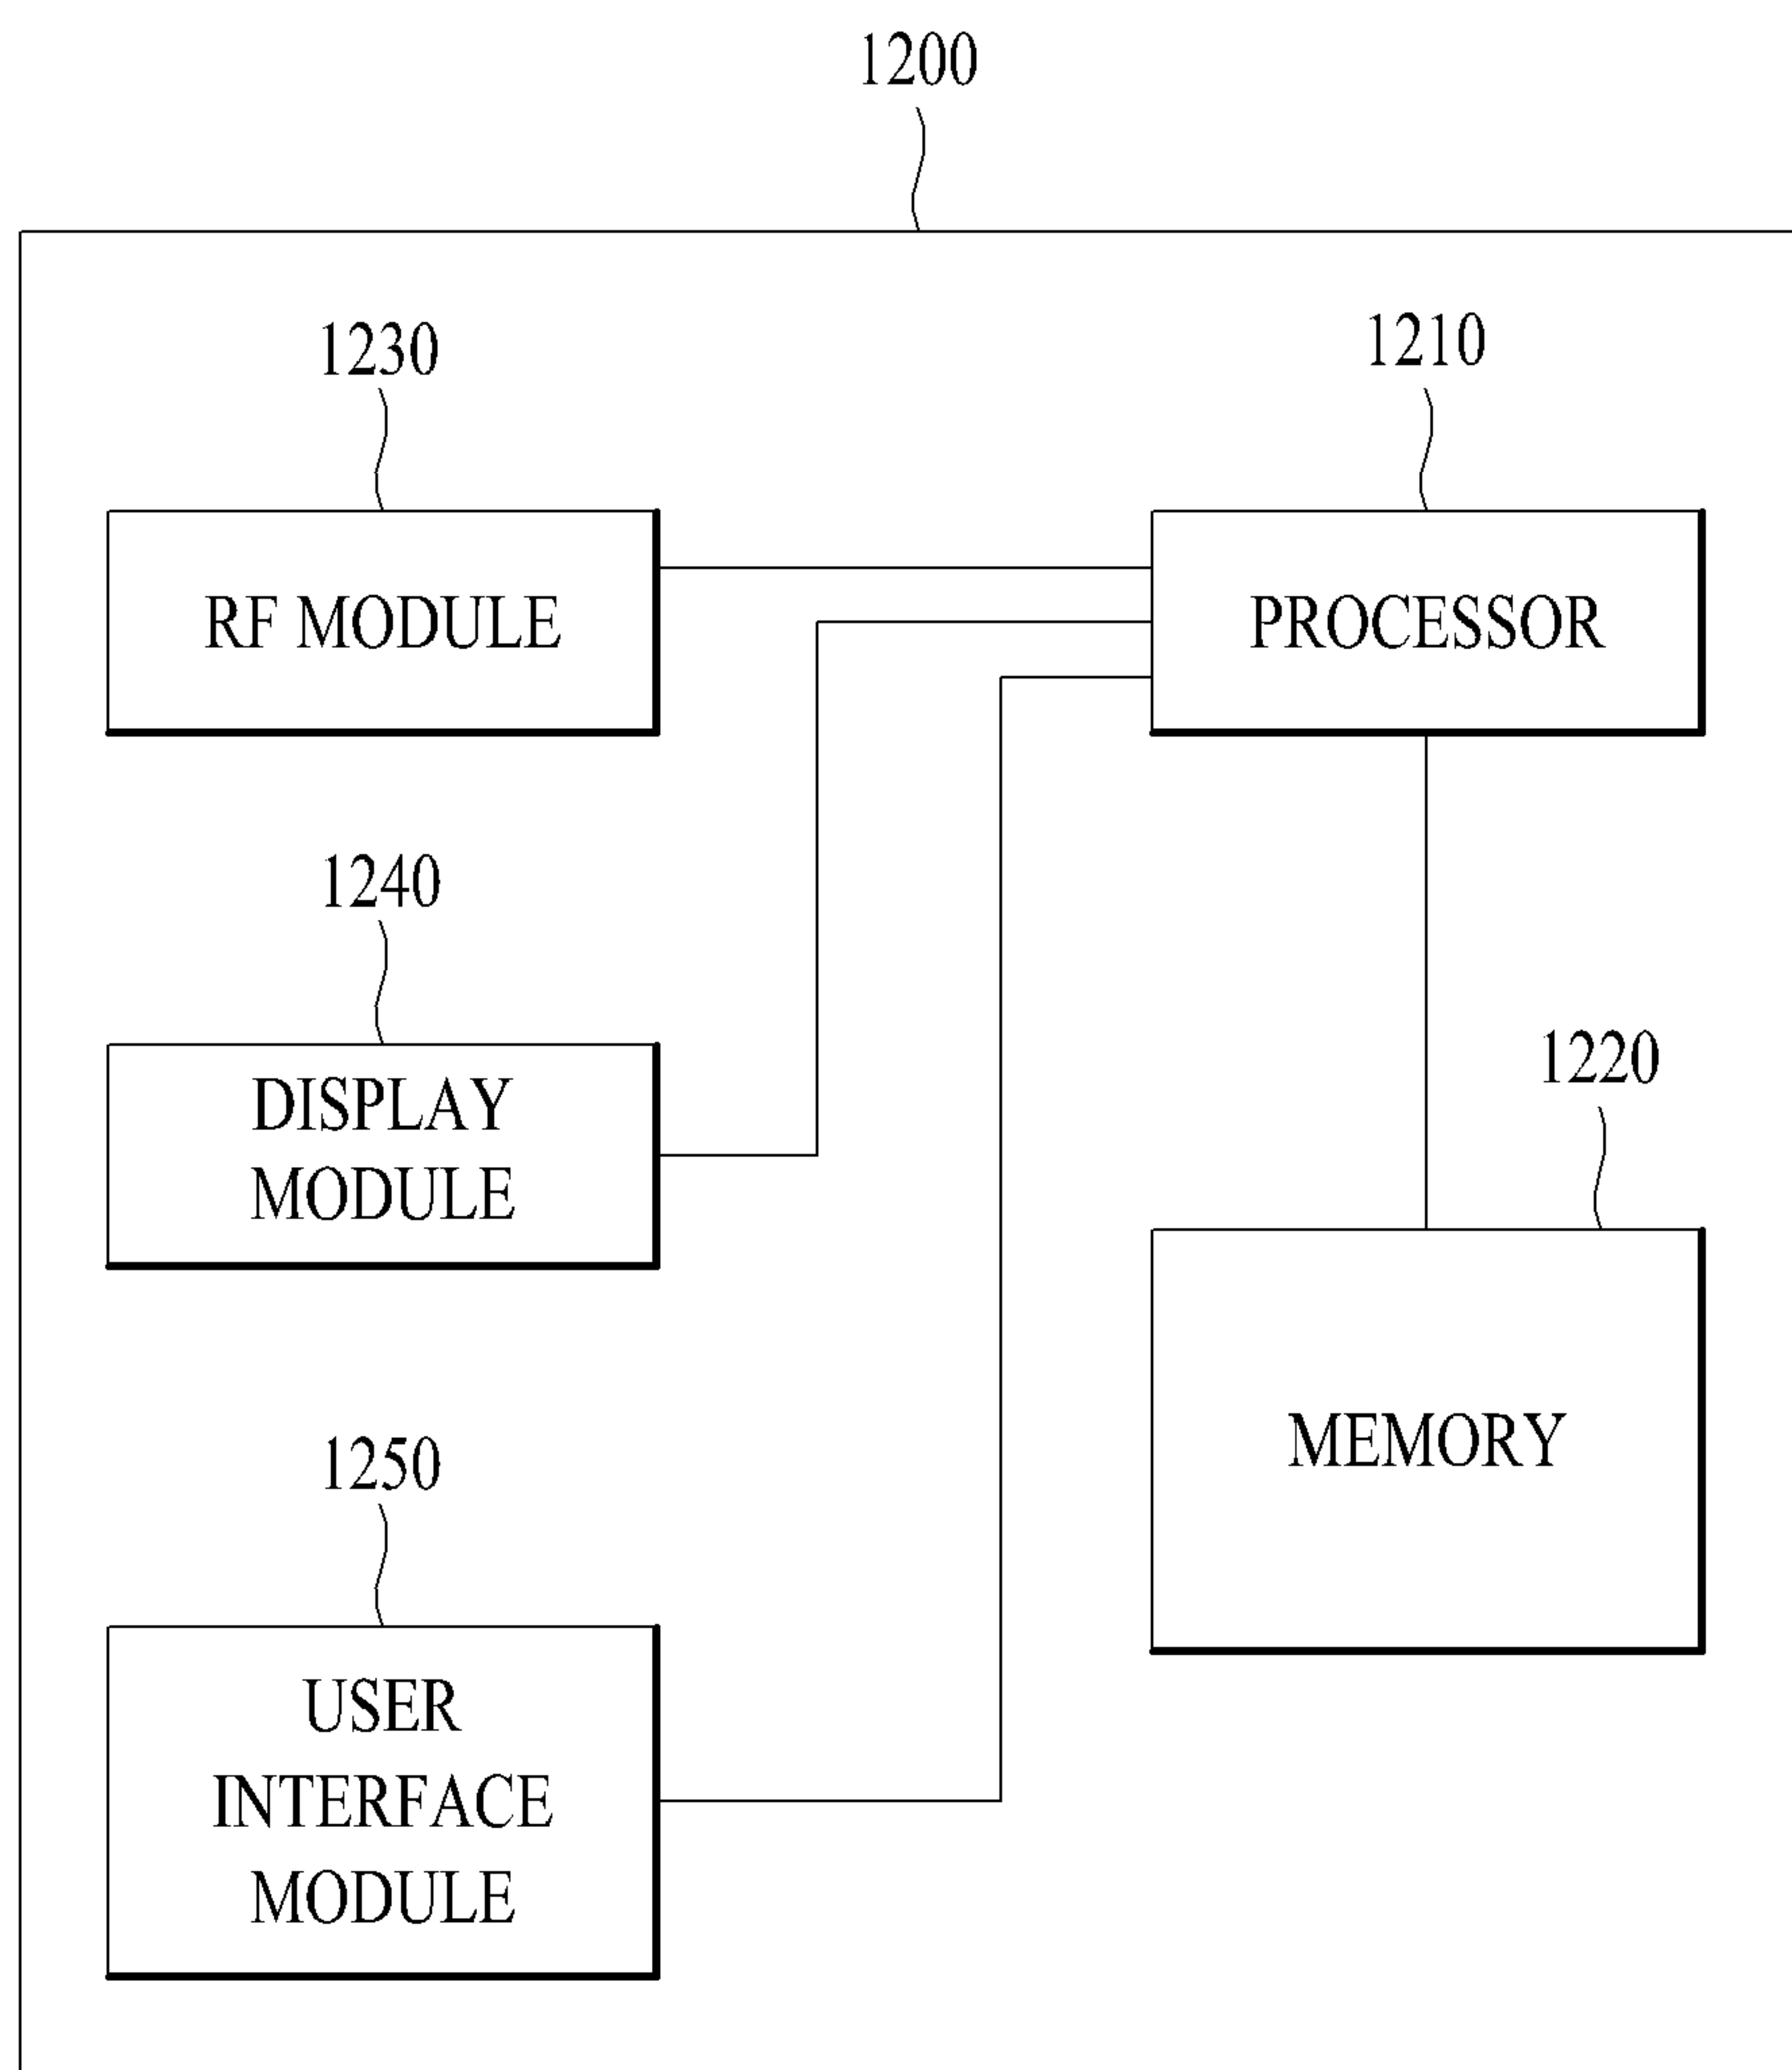 1200
1230
1210
RF MODULE
PROCESSOR
1240
DISPLAY
MODULE
1220
MEMORY
1250
USER
INTERFACE
MODULE